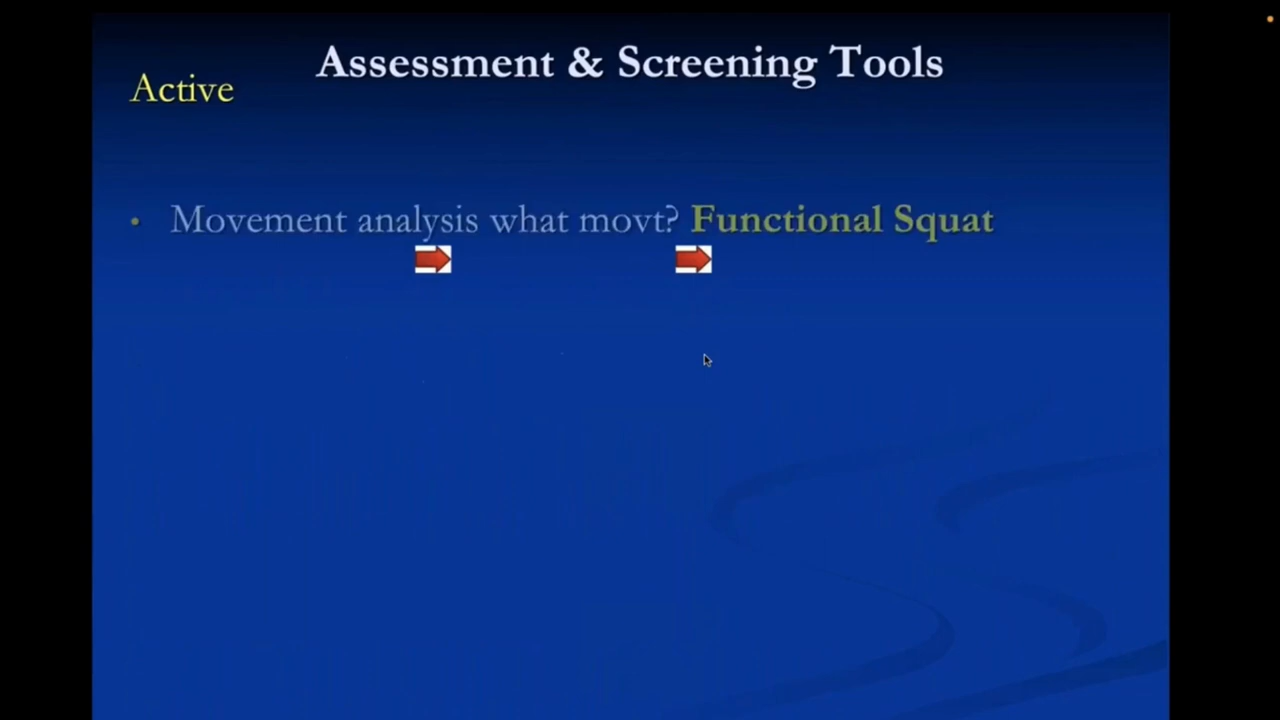 Assessment & Screening Tools
Active
• Movement analysis what movt? Functional Squat